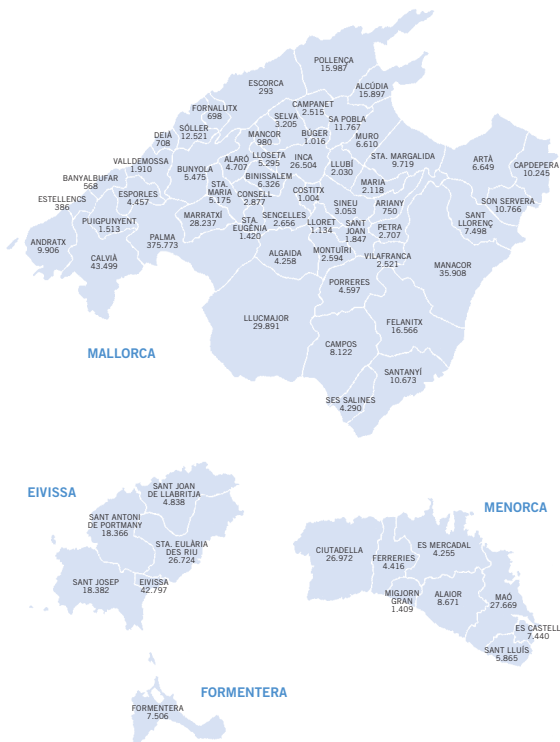 POLLENÇA
15.987
ESCORCA
293
ALCÚDIA
15.897
FORNALUTX
698
CAMPANET
2.515
SELVA
3.205
SA POBLA
11.767
SÓLLER
12.521
DEIÀ
708
MANCOR
980
BÚGER
1.016
MURO
6.610
VALLDEMOSSA
1.910
BUNYOLA
5.475
ALARÓ
4.707
LLOSETA
5.295
INCA
26.504
LLUBÍ
2.030
STA. MARGALIDA
9.719
ARTÀ
6.649
CAPDEPERA
10.245
BANYALBUFAR
568
BINISSALEM
6.326
STA.
MARIA
5.175
CONSELL
2.877
COSTITX
1.004
MARIA
2.118
ESTELLENCS
386
ESPORLES
4.457
SINEU
3.053
ARIANY
750
SON SERVERA
10.766
PUIGPUNYENT
1.513
MARRATXÍ
28.237
STA.
EUGÈNIA
1.420
SENCELLES
2.656
LLORET
1.134
SANT
JOAN
1.847
PETRA
2.707
SANT
LLORENÇ
7.498
ANDRATX
9.906
CALVIÀ
43.499
PALMA
375.773
ALGAIDA
4.258
MONTUÏRI
2.594
VILAFRANCA
2.521
MANACOR
35.908
PORRERES
4.597
LLUCMAJOR
29.891
FELANITX
16.566
CAMPOS
8.122
MALLORCA
SANTANYÍ
10.673
SES SALINES
4.290
EIVISSA
SANT JOAN
DE LLABRITJA
4.838
SANT ANTONI
DE PORTMANY
18.366
STA. EULÀRIA
DES RIU
26.724
SANT JOSEP
18.382
EIVISSA
42.797
MENORCA
CIUTADELLA
26.972
FERRERIES
4.416
ES MERCADAL
4.255
MIGJORN
GRAN
1.409
ALAIOR
8.671
MAÓ
27.669
ES CASTELL
7.440
SANT LLUÍS
5.865
FORMENTERA
FORMENTERA
7.506